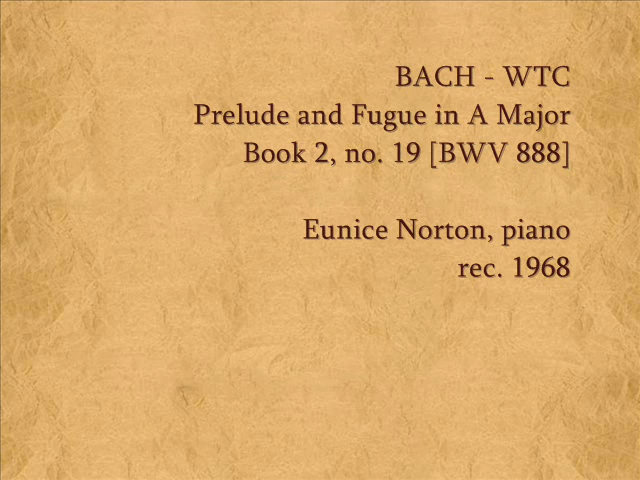 BACH - WTC
Prelude and Fugue in A Major
Book 2, no. 19 [BWV 888]
Eunice Norton, piano
rec. 1968